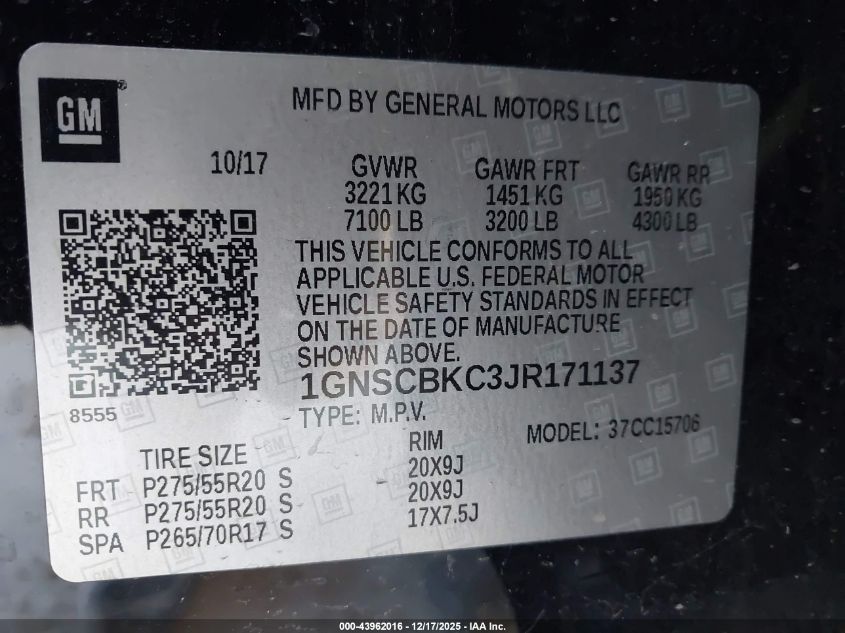 GM
MFD BY GENERAL MOTORS LLC
10/17 GVWR GAWR FRT GAWR RR
3221 KG 1451 KG 1950 KG
7100 LB 3200 LB 4300 LB
THIS VEHICLE CONFORMS TO ALL
APPLICABLE U.S. FEDERAL MOTOR
VEHICLE SAFETY STANDARDS IN EFFECT
ON THE DATE OF MANUFACTURE
SHOWN ABOVE.
1GNSCBKC3JR171137
8555
TYPE: M.P.V. MODEL: 37CC15706
TIRE SIZE RIM
FRT P275/55R20 S 20X9J
RR P275/55R20 S 20X9J
SPA P265/70R17 S 17X7.5J
000-43962016 - 12/17/2025 - IAA Inc.